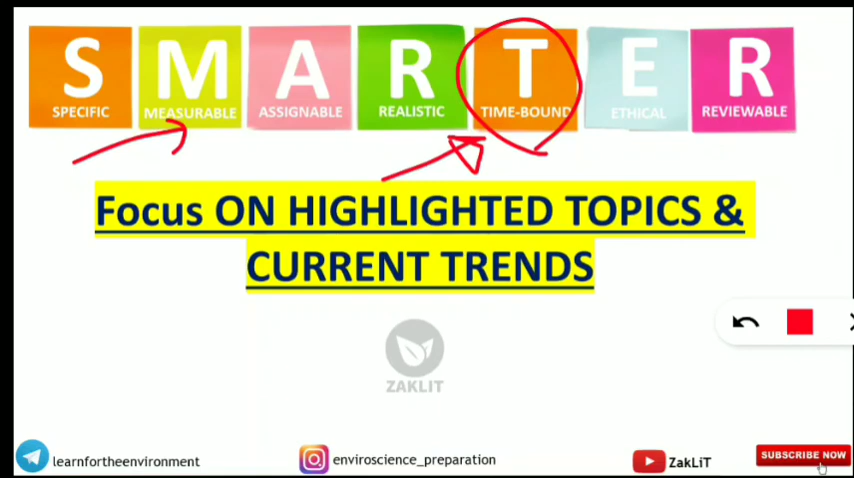 S M A R T E R
SPECIFIC MEASURABLE ASSIGNABLE REALISTIC TIME-BOUND ETHICAL REVIEWABLE
Focus ON HIGHLIGHTED TOPICS &
CURRENT TRENDS
ZAKLIT
learnfortheenvironment enviroscience_preparation ZakLiT SUBSCRIBE NOW